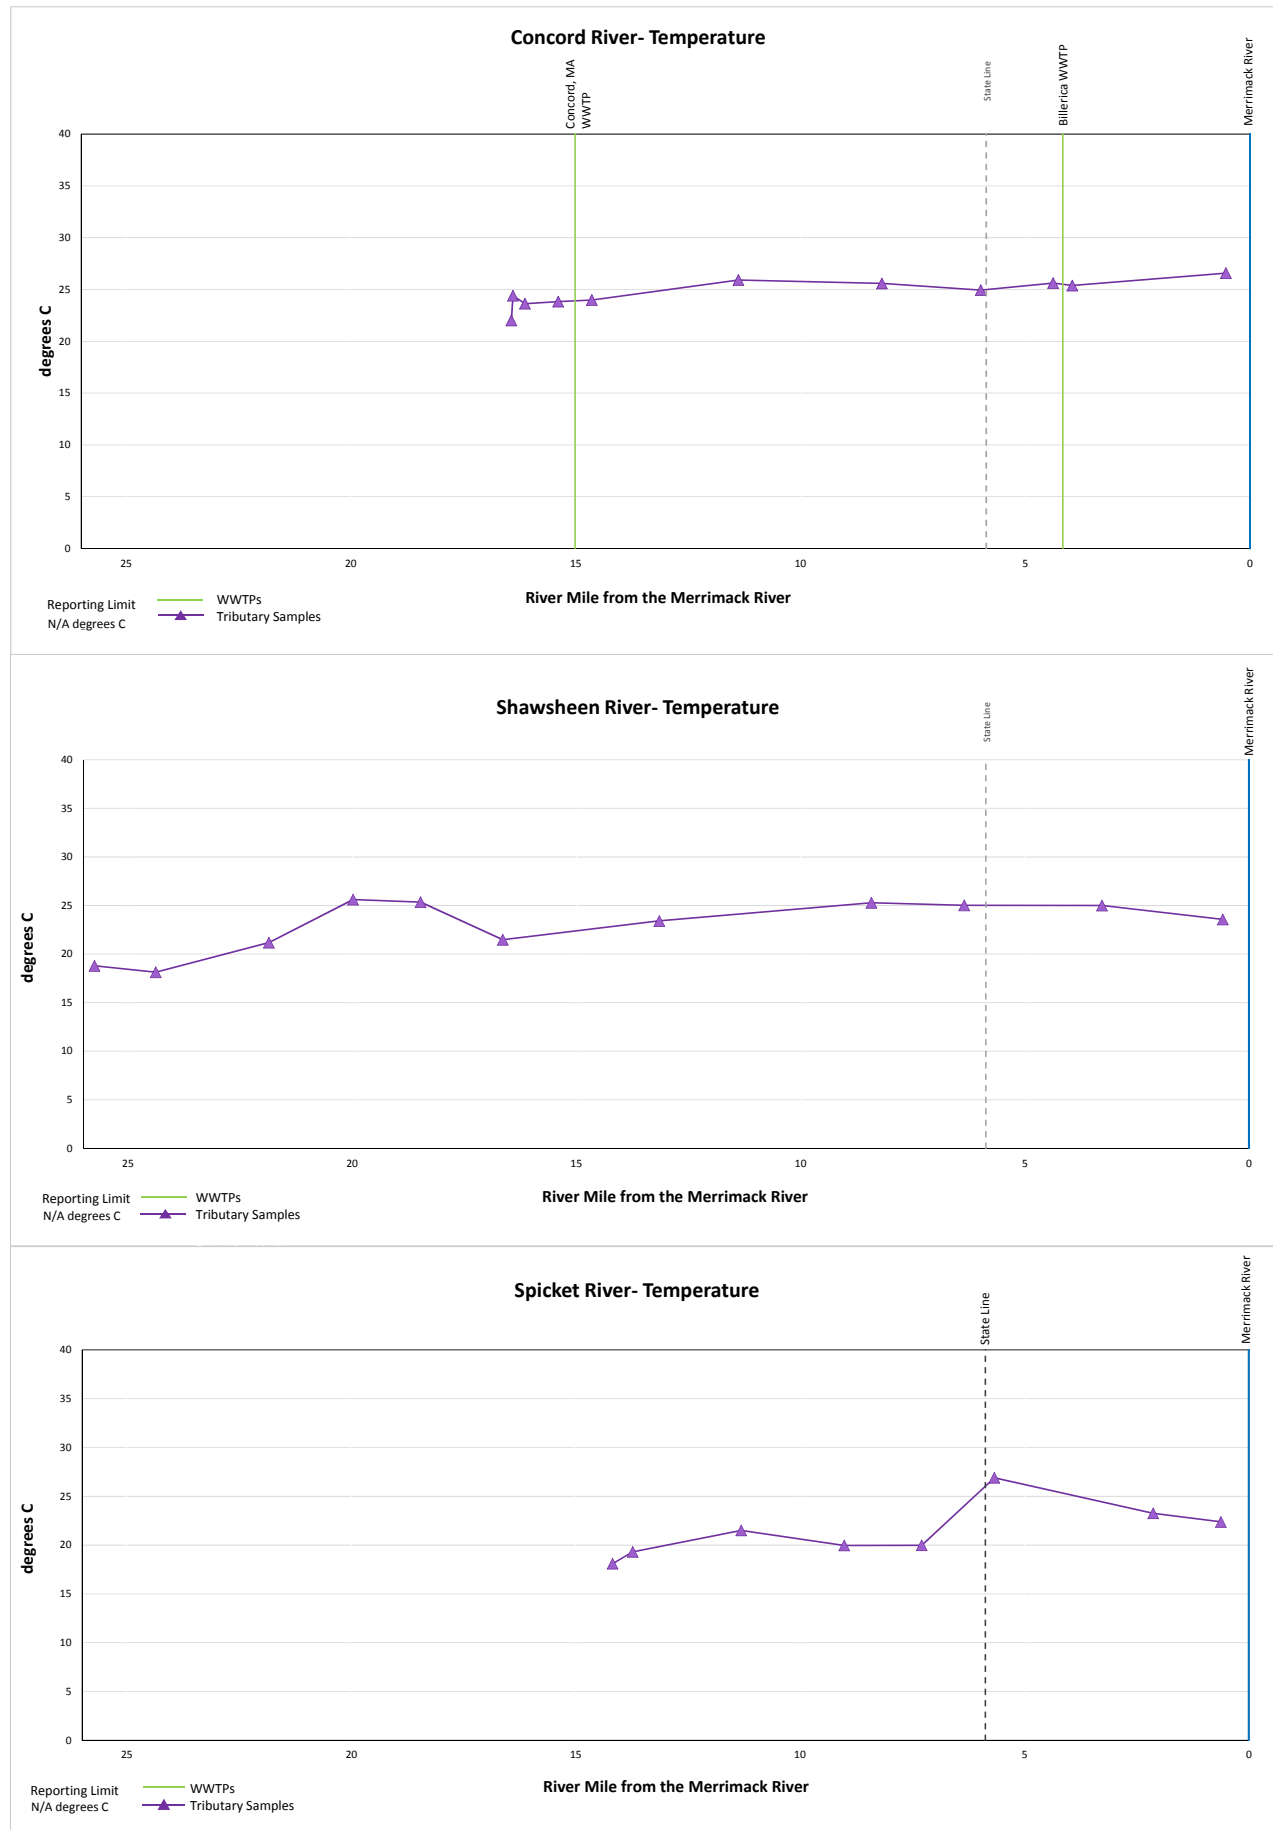 Concord River- Temperature
Concord, MA
WWTP
State Line
Billerica WWTP
Merrimack River
40
35
30
25
20
15
10
5
0
degrees C
25
20
15
10
5
0
River Mile from the Merrimack River
Reporting Limit
N/A degrees C
WWTPs
Tributary Samples
Shawsheen River- Temperature
State Line
Merrimack River
40
35
30
25
20
15
10
5
0
degrees C
25
20
15
10
5
0
River Mile from the Merrimack River
Reporting Limit
N/A degrees C
WWTPs
Tributary Samples
Spicket River- Temperature
State Line
Merrimack River
40
35
30
25
20
15
10
5
0
degrees C
25
20
15
10
5
0
River Mile from the Merrimack River
Reporting Limit
N/A degrees C
WWTPs
Tributary Samples